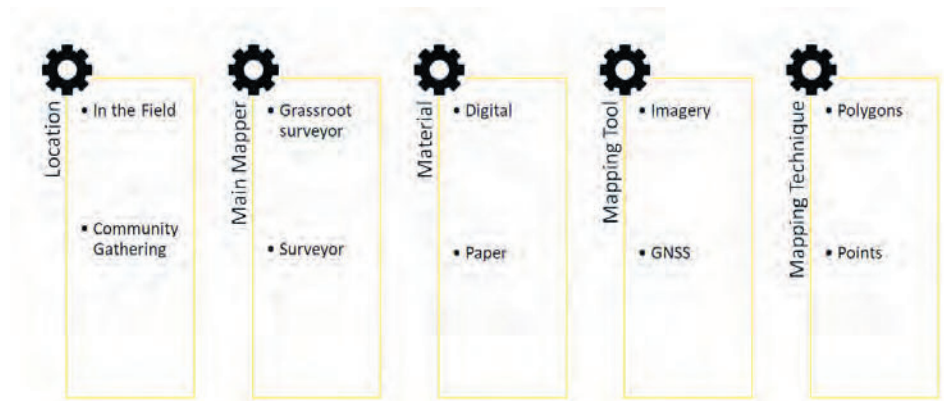 Location
▪ In the Field
▪ Community
Gathering
Main Mapper
▪ Grassroot
surveyor
▪ Surveyor
Material
▪ Digital
▪ Paper
Mapping Tool
▪ Imagery
▪ GNSS
Mapping Technique
▪ Polygons
▪ Points